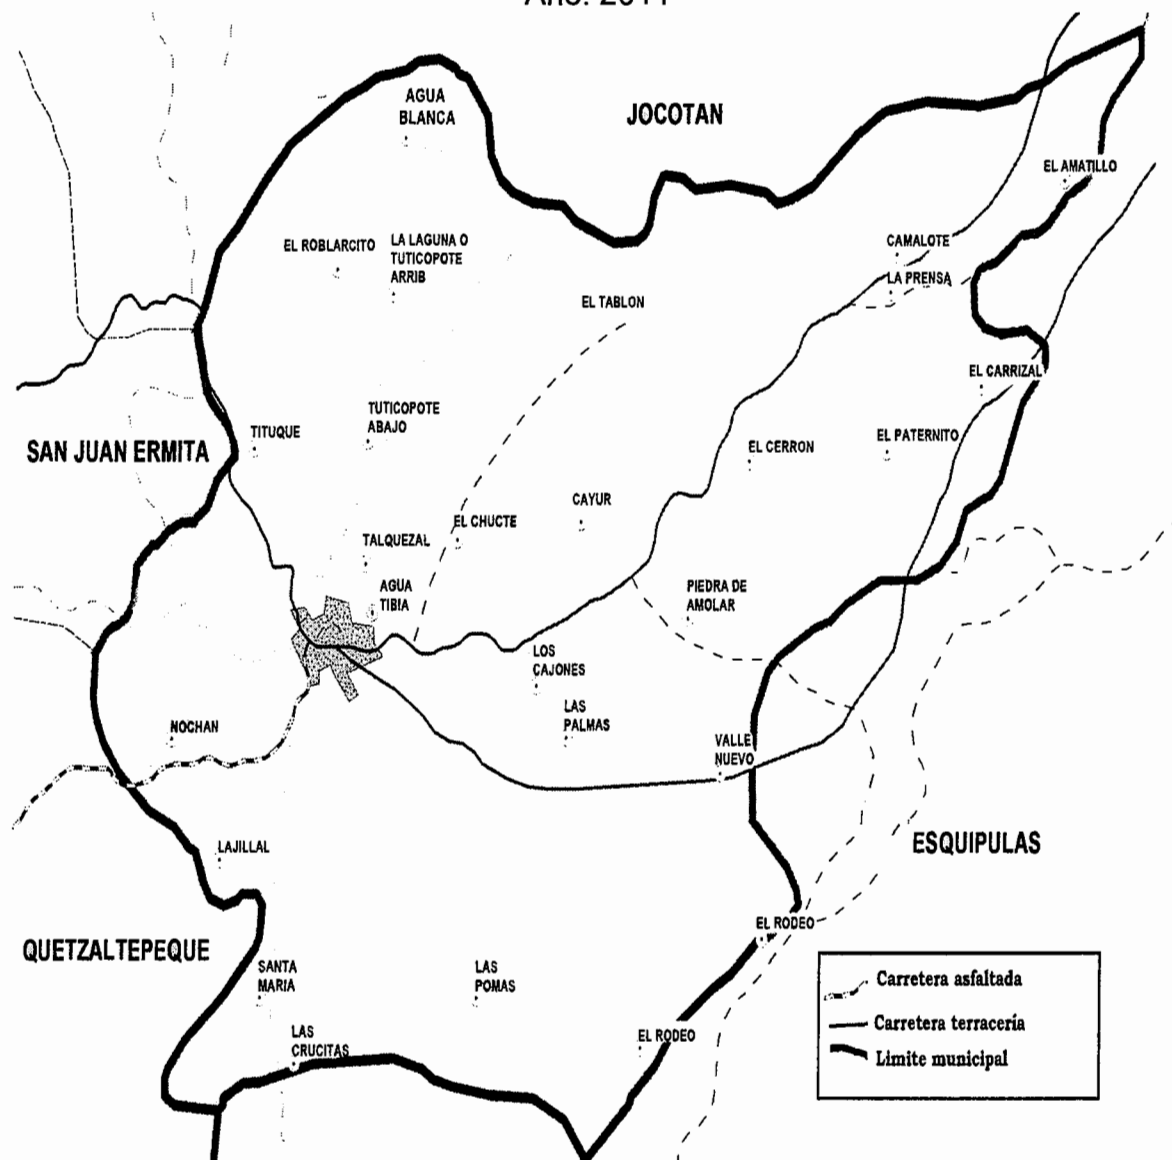 AGUA
BLANCA
JOCOTAN
EL AMATILLO
EL ROBLARCITO
LA LAGUNA O
TUTICOPOTE
ARRIB
CAMALOTE
LA PRENSA
EL TABLON
EL CARRIZAL
TUTICOPOTE
ABAJO
TITUQUE
SAN JUAN ERMITA
EL CERRON
EL PATERNITO
CAYUR
EL CHUCTE
TALQUEZAL
AGUA
TIBIA
PIEDRA DE
AMOLAR
LOS
CAJONES
LAS
PALMAS
NOCHAN
VALLE
NUEVO
LAJILLAL
ESQUIPULAS
EL RODEO
QUETZALTEPEQUE
SANTA
MARIA
LAS
POMAS
LAS
CRUCITAS
EL RODEO
Carretera asfaltada
Carretera terracería
Limite municipal